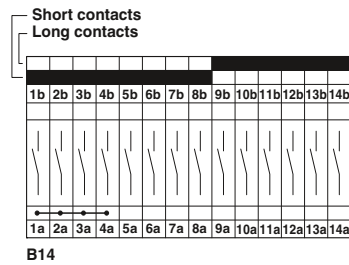 Short contacts
Long contacts
1b 2b 3b 4b 5b 6b 7b 8b 9b 10b 11b 12b 13b 14b
1a 2a 3a 4a 5a 6a 7a 8a 9a 10a 11a 12a 13a 14a
B14